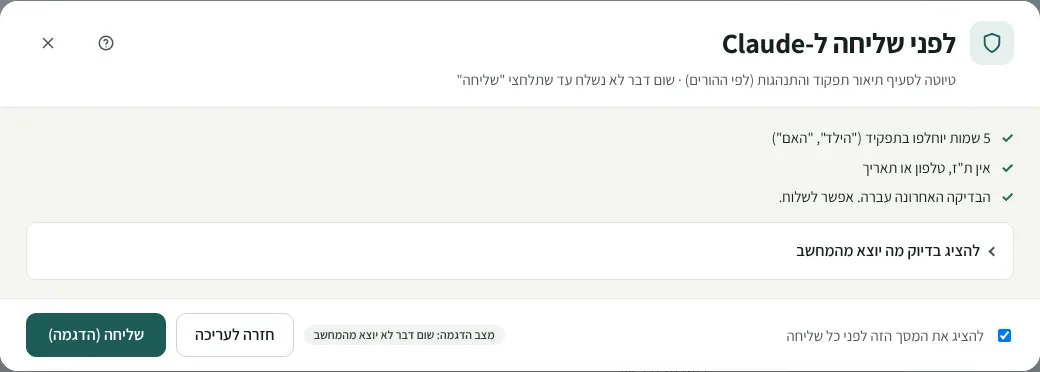 לפני שליחה ל-Claude
טיוטה לסעיף תיאור תפקוד והתנהגות (לפי ההורים) · שום דבר לא נשלח עד שתלחצי "שליחה"
5 שמות יוחלפו בתפקיד ("הילד", "האם")
אין ת"ז, טלפון או תאריך
הבדיקה האחרונה עברה. אפשר לשלוח.
להציג בדיוק מה יוצא מהמחשב
להציג את המסך הזה לפני כל שליחה
מצב הדגמה: שום דבר לא יוצא מהמחשב
חזרה לעריכה
שליחה (הדגמה)